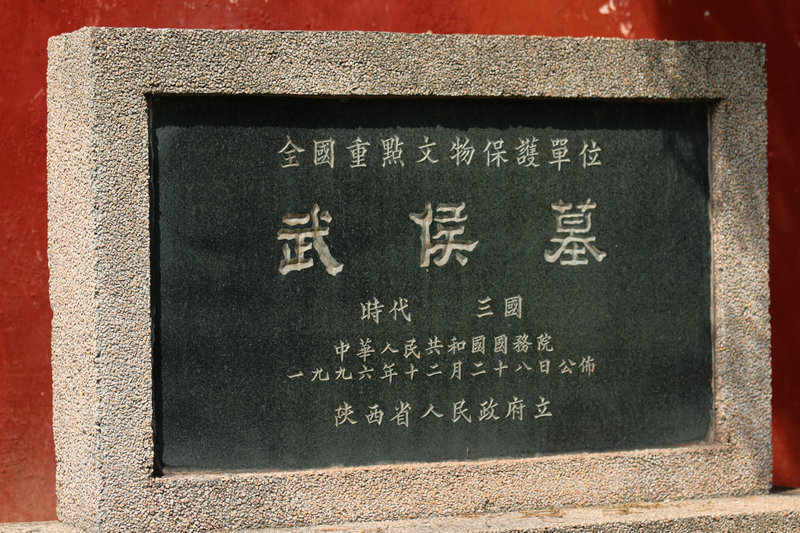 全國重點文物保護單位
武侯墓
時代 三國
中華人民共和國國務院
一九九六年十二月二十八日公佈
陝西省人民政府立